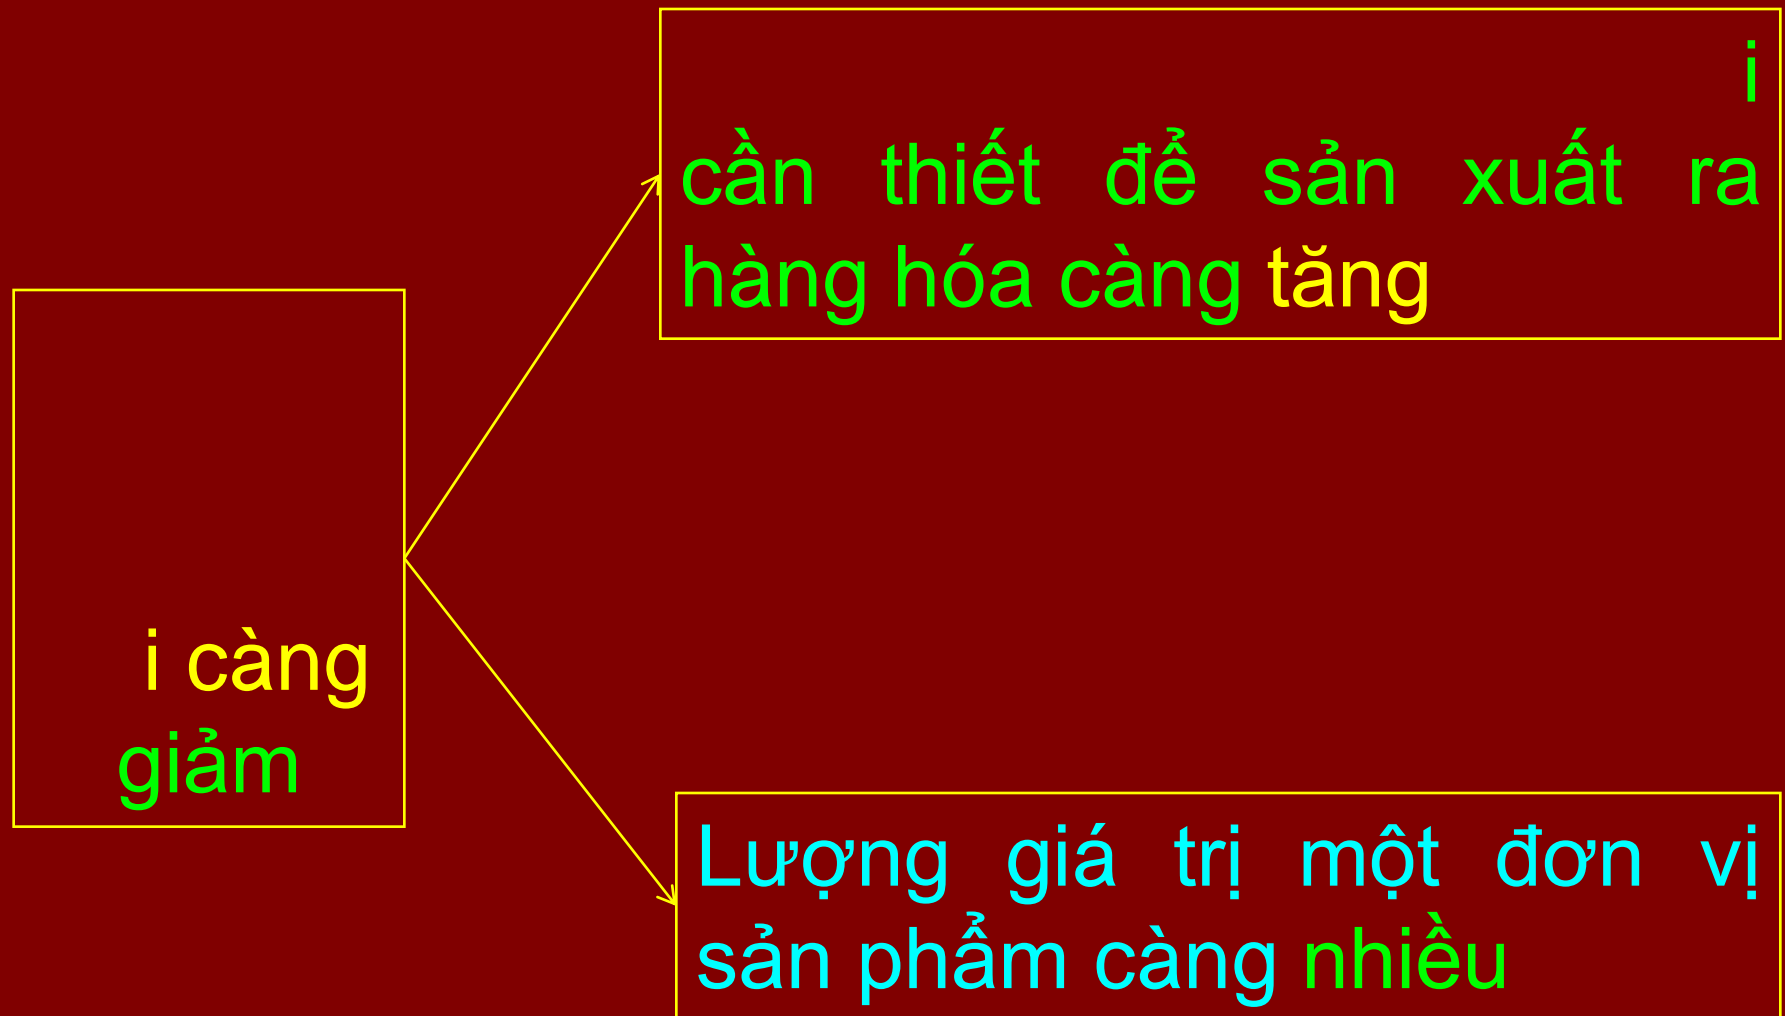 i càng
giảm
i
cần thiết để sản xuất ra
hàng hóa càng tăng
Lượng giá trị một đơn vị
sản phẩm càng nhiều